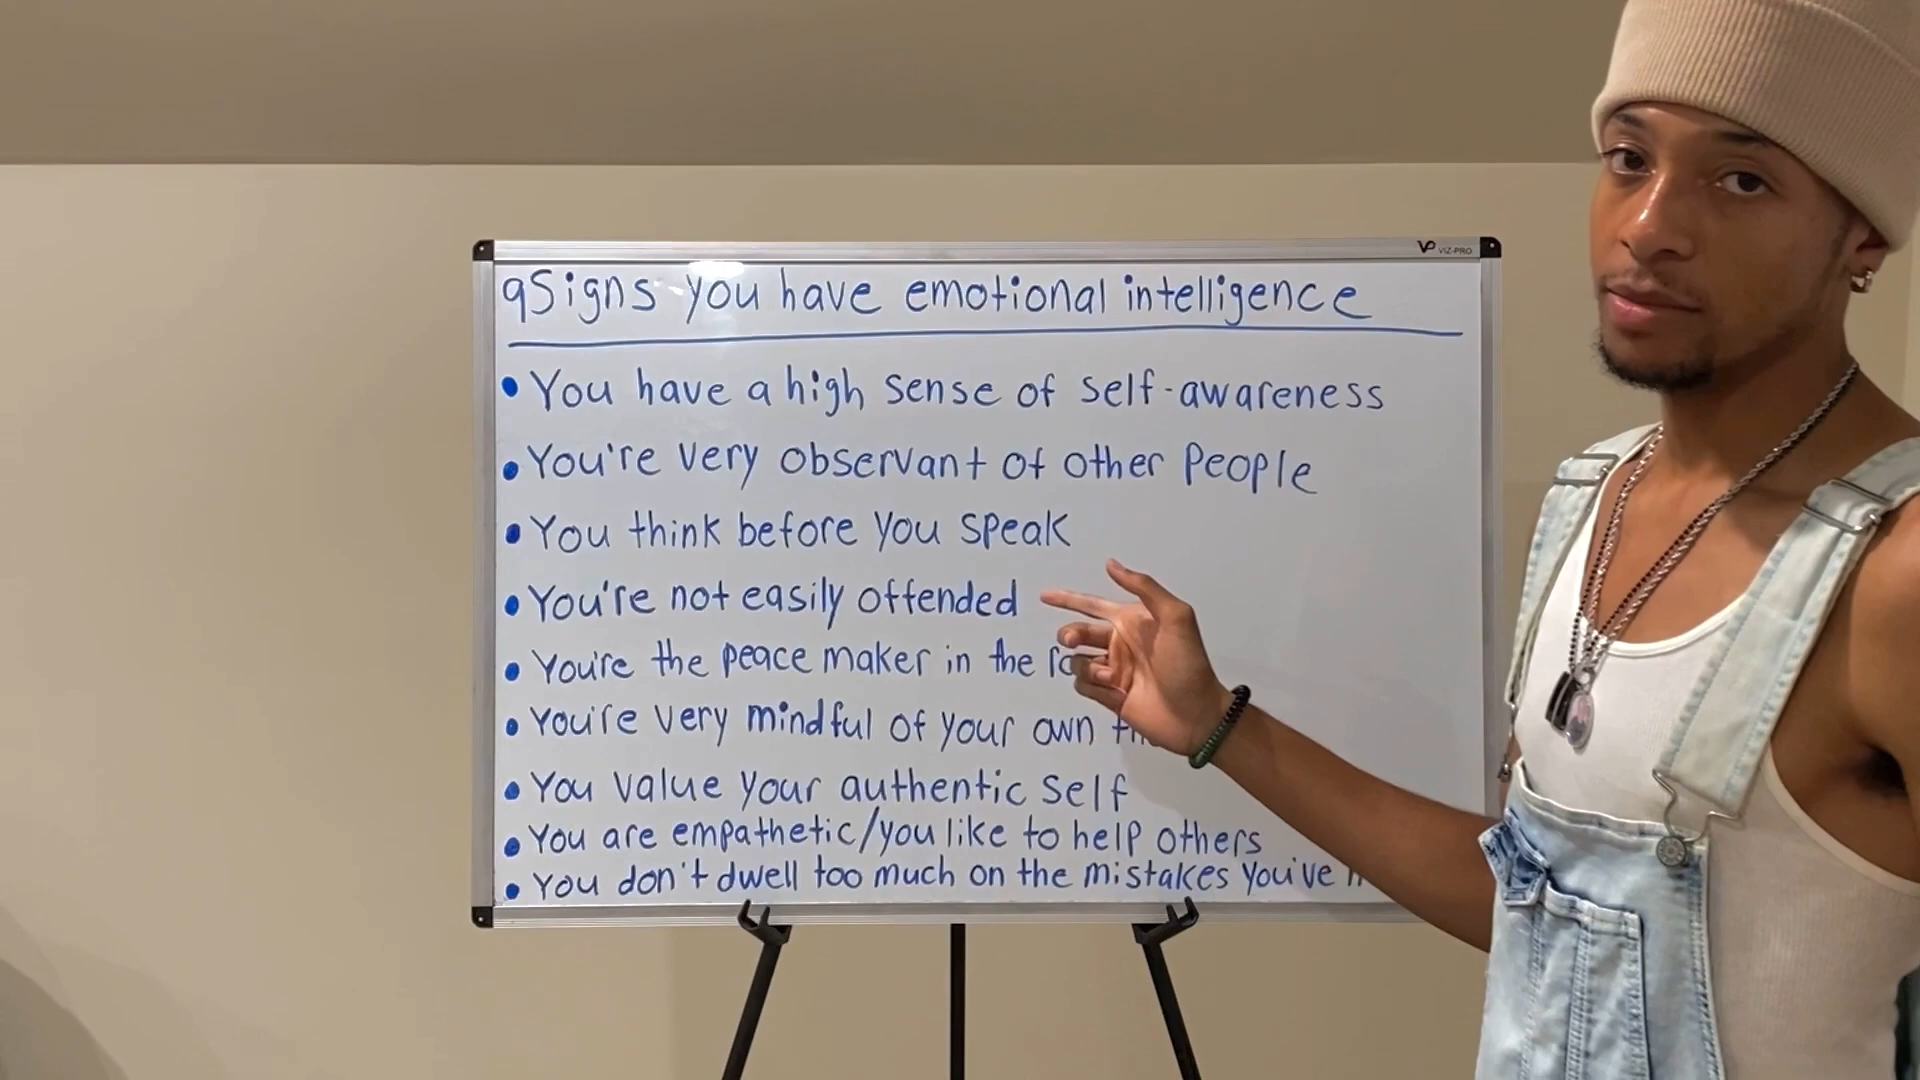 VP VIZ-PRO
9 Signs you have emotional intelligence
• You have a high sense of self-awareness
• You're very observant of other people
• You think before you speak
• You're not easily offended
• You're the peace maker in the
• You're very mindful of your own
• You value your authentic self
• You are empathetic/you like to help others
• You don't dwell too much on the mistakes you've